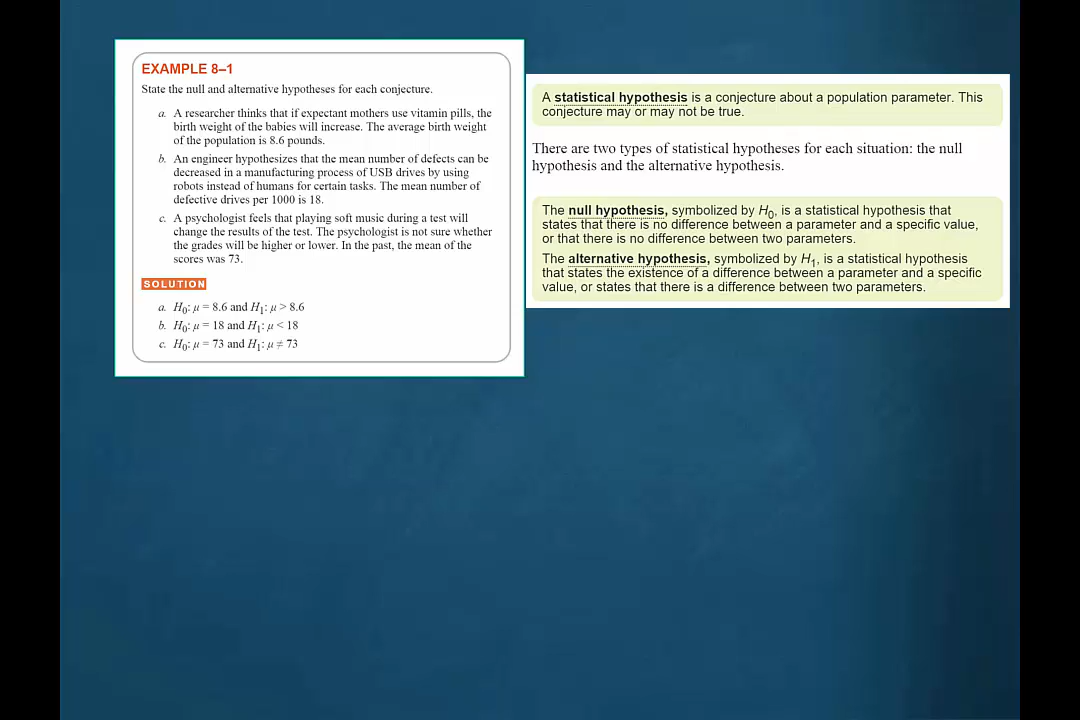 EXAMPLE 8–1
State the null and alternative hypotheses for each conjecture.
a. A researcher thinks that if expectant mothers use vitamin pills, the
birth weight of the babies will increase. The average birth weight
of the population is 8.6 pounds.
b. An engineer hypothesizes that the mean number of defects can be
decreased in a manufacturing process of USB drives by using
robots instead of humans for certain tasks. The mean number of
defective drives per 1000 is 18.
c. A psychologist feels that playing soft music during a test will
change the results of the test. The psychologist is not sure whether
the grades will be higher or lower. In the past, the mean of the
scores was 73.
SOLUTION
a. H₀: μ = 8.6 and H₁: μ > 8.6
b. H₀: μ = 18 and H₁: μ < 18
c. H₀: μ = 73 and H₁: μ ≠ 73
A statistical hypothesis is a conjecture about a population parameter. This
conjecture may or may not be true.
There are two types of statistical hypotheses for each situation: the null
hypothesis and the alternative hypothesis.
The null hypothesis, symbolized by H₀, is a statistical hypothesis that
states that there is no difference between a parameter and a specific value,
or that there is no difference between two parameters.
The alternative hypothesis, symbolized by H₁, is a statistical hypothesis
that states the existence of a difference between a parameter and a specific
value, or states that there is a difference between two parameters.